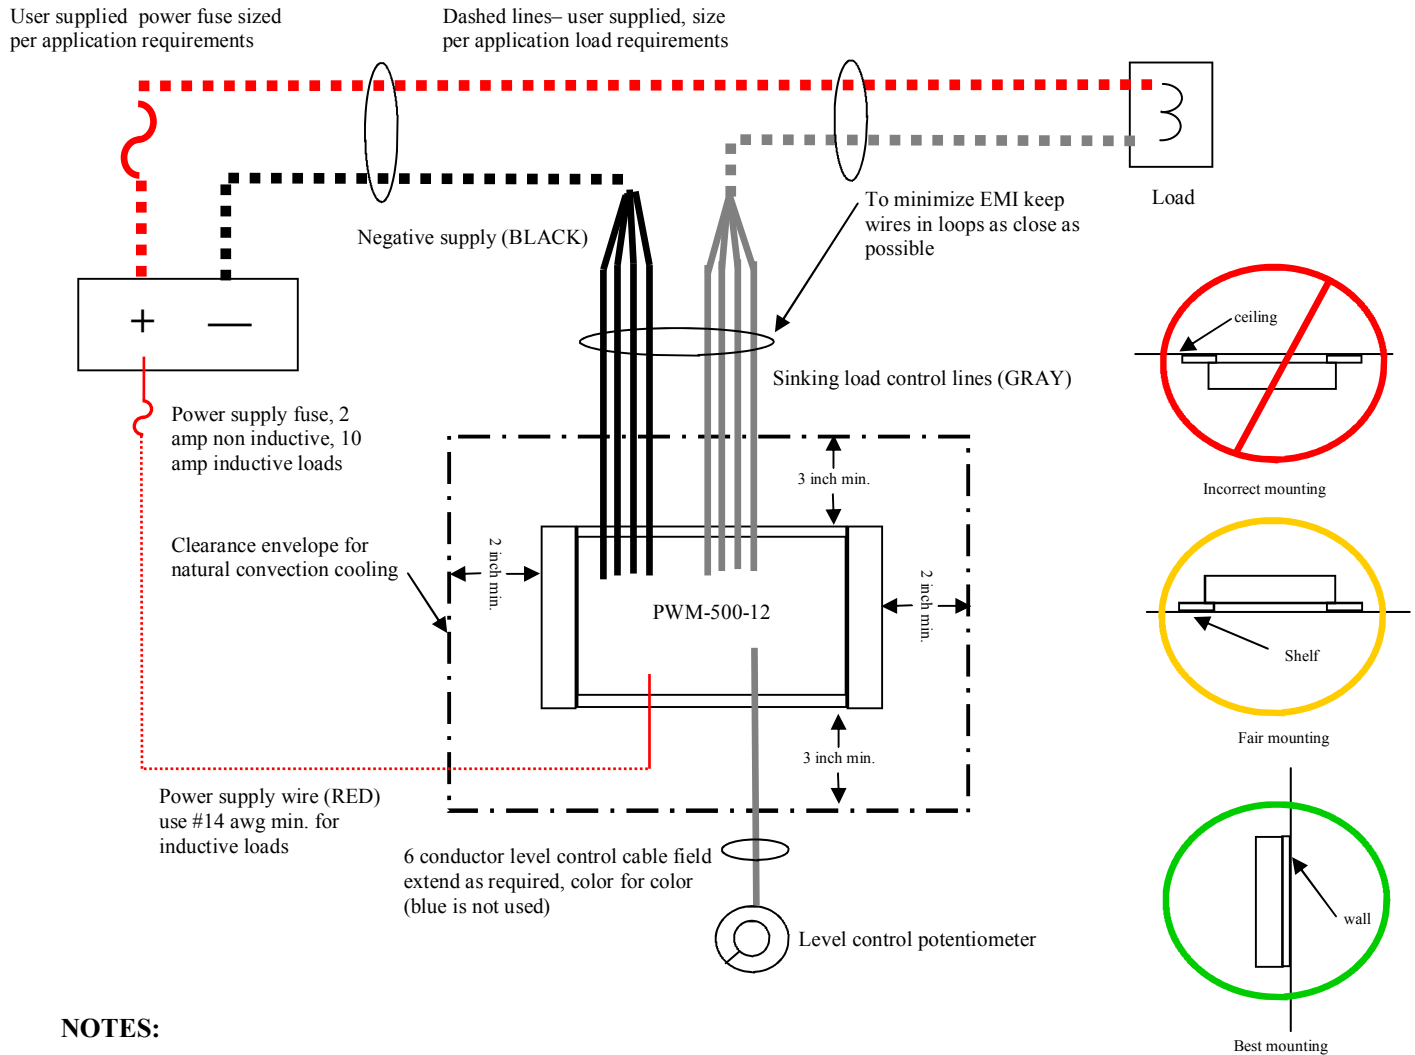 User supplied power fuse sized
per application requirements
Dashed lines– user supplied, size
per application load requirements
Load
To minimize EMI keep
wires in loops as close as
possible
Negative supply (BLACK)
+ —
Sinking load control lines (GRAY)
Power supply fuse, 2
amp non inductive, 10
amp inductive loads
ceiling
Incorrect mounting
3 inch min.
Clearance envelope for
natural convection cooling
2 inch min.
2 inch min.
PWM-500-12
Shelf
Fair mounting
3 inch min.
Power supply wire (RED)
use #14 awg min. for
inductive loads
6 conductor level control cable field
extend as required, color for color
(blue is not used)
Level control potentiometer
wall
Best mounting
NOTES: